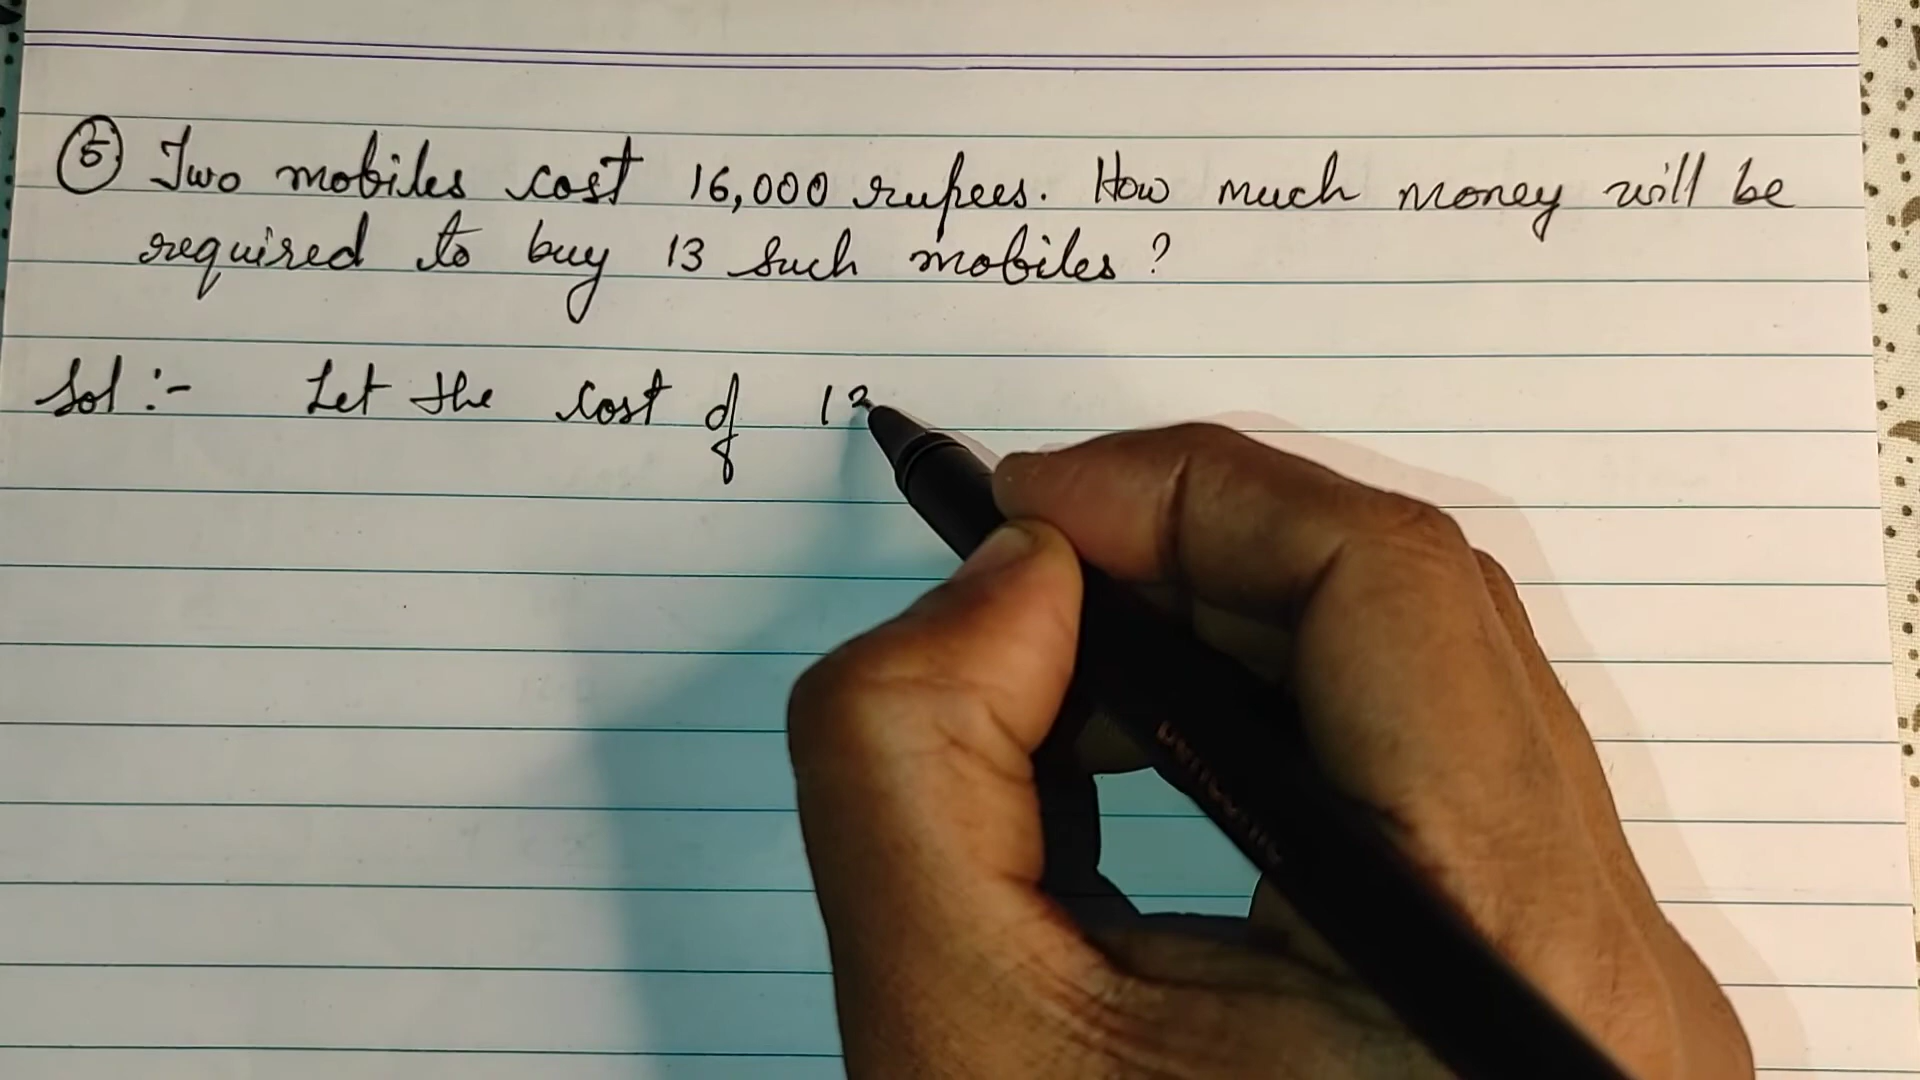 ⑤ Two mobiles cost 16,000 rupees. How much money will be
required to buy 13 such mobiles?
Sol :- Let the cost of 13